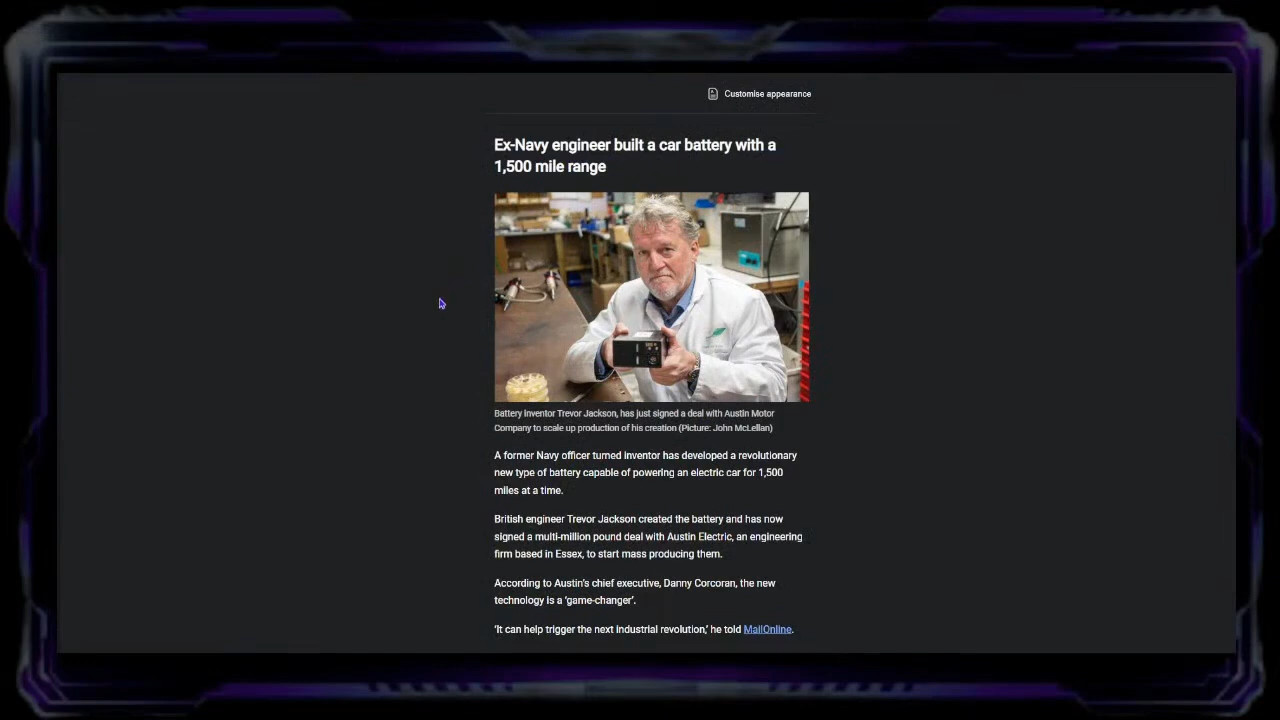 Customise appearance
Ex-Navy engineer built a car battery with a
1,500 mile range
Battery inventor Trevor Jackson, has just signed a deal with Austin Motor
Company to scale up production of his creation (Picture: John McLellan)
A former Navy officer turned inventor has developed a revolutionary
new type of battery capable of powering an electric car for 1,500
miles at a time.
British engineer Trevor Jackson created the battery and has now
signed a multi-million pound deal with Austin Electric, an engineering
firm based in Essex, to start mass producing them.
According to Austin's chief executive, Danny Corcoran, the new
technology is a 'game-changer'.
'It can help trigger the next industrial revolution,' he told MailOnline.